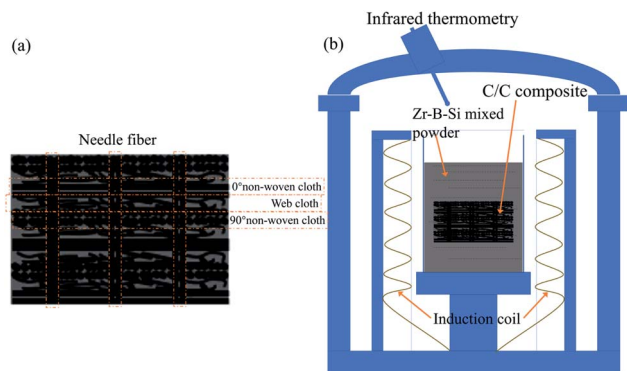 (a)
Needle fiber
0°non-woven cloth
Web cloth
90°non-woven cloth
(b)
Infrared thermometry
C/C composite
Zr-B-Si mixed
powder
Induction coil